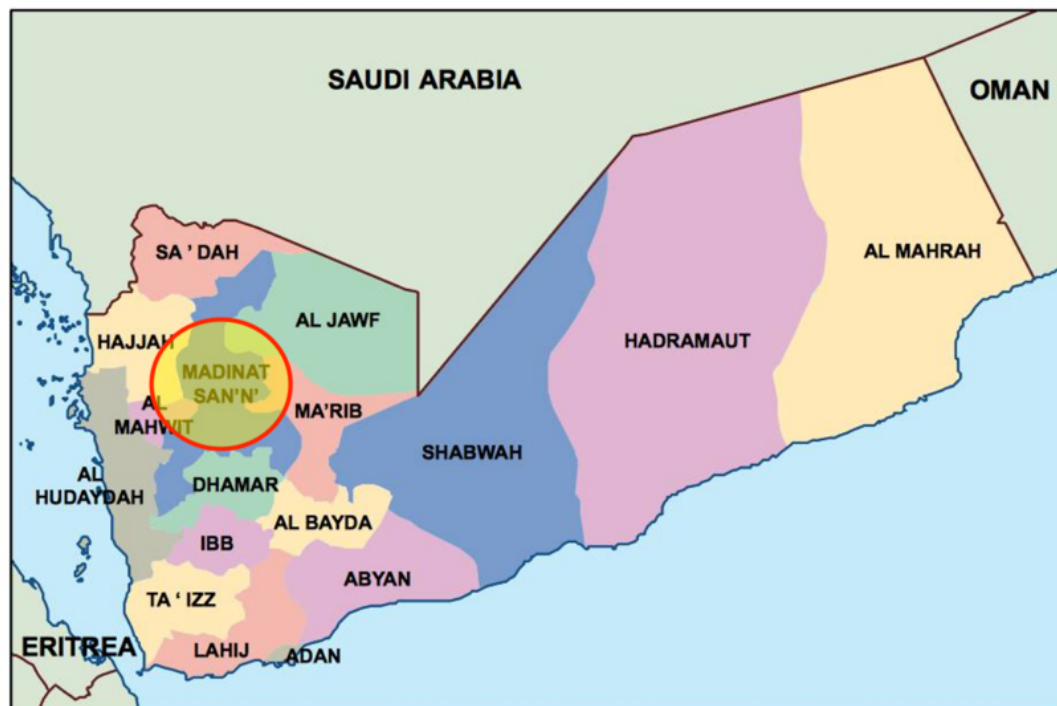 SAUDI ARABIA
OMAN
SA ' DAH
AL MAHRAH
AL JAWF
HADRAMAUT
HAJJAH
MADINAT
SAN'N'
AL
MAHWIT
MA'RIB
SHABWAH
AL
HUDAYDAH
DHAMAR
AL BAYDA
IBB
ABYAN
TA ' IZZ
ERITREA
LAHIJ
ADAN